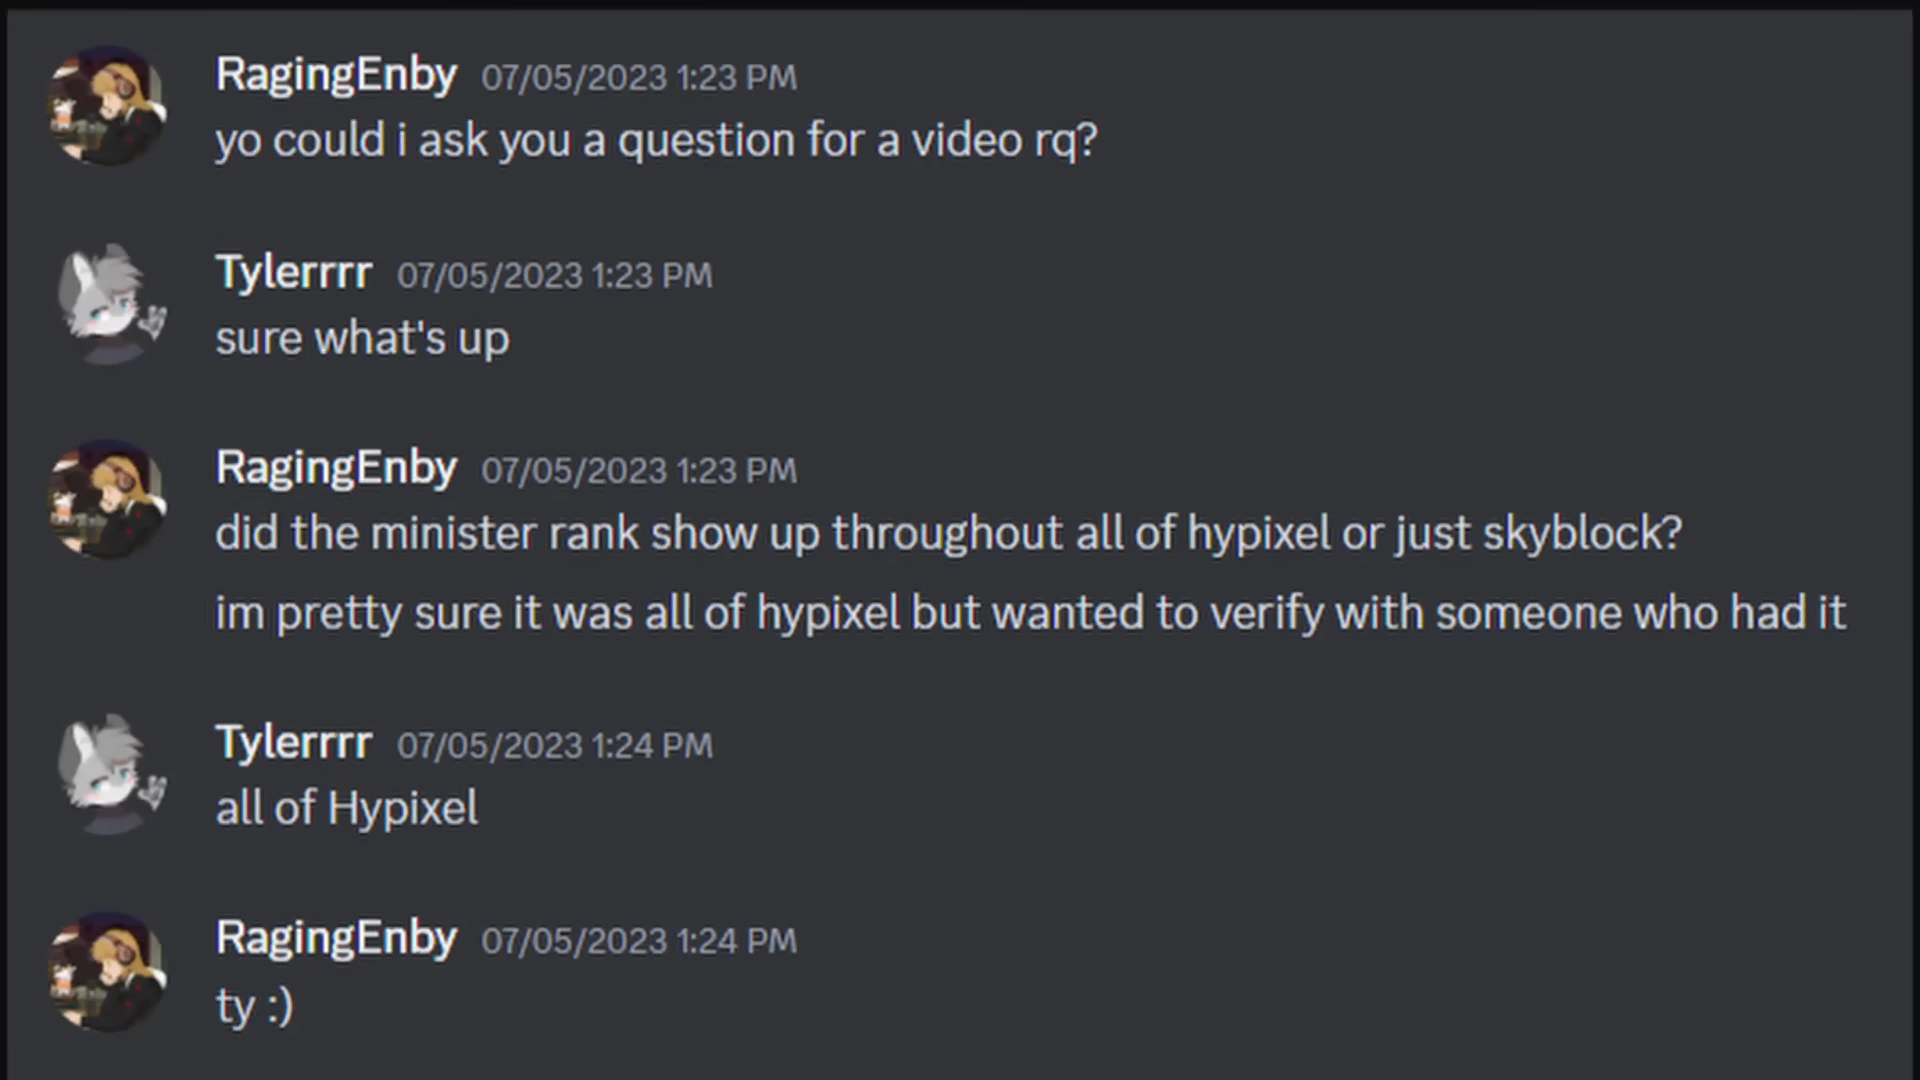 RagingEnby 07/05/2023 1:23 PM
yo could i ask you a question for a video rq?
Tylerrrr 07/05/2023 1:23 PM
sure what's up
RagingEnby 07/05/2023 1:23 PM
did the minister rank show up throughout all of hypixel or just skyblock?
im pretty sure it was all of hypixel but wanted to verify with someone who had it
Tylerrrr 07/05/2023 1:24 PM
all of Hypixel
RagingEnby 07/05/2023 1:24 PM
ty :)